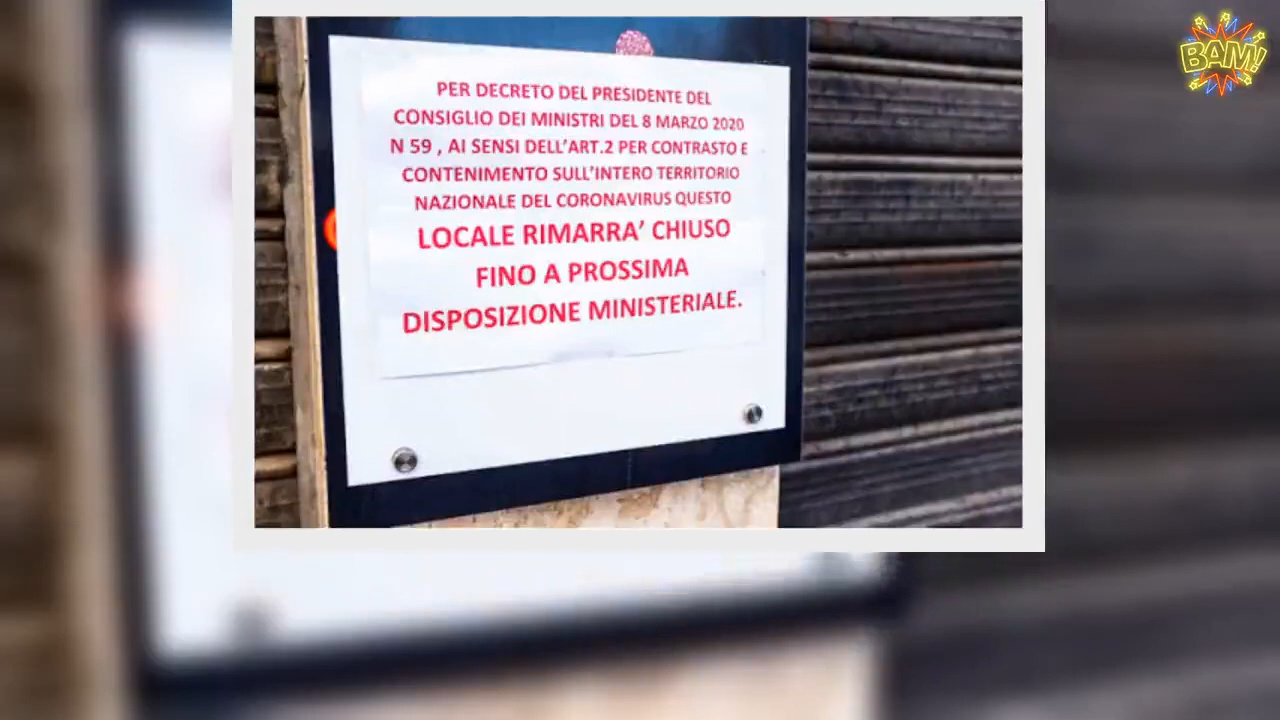 BAM!
PER DECRETO DEL PRESIDENTE DEL
CONSIGLIO DEI MINISTRI DEL 8 MARZO 2020
N 59 , AI SENSI DELL'ART.2 PER CONTRASTO E
CONTENIMENTO SULL'INTERO TERRITORIO
NAZIONALE DEL CORONAVIRUS QUESTO
LOCALE RIMARRA' CHIUSO
FINO A PROSSIMA
DISPOSIZIONE MINISTERIALE.